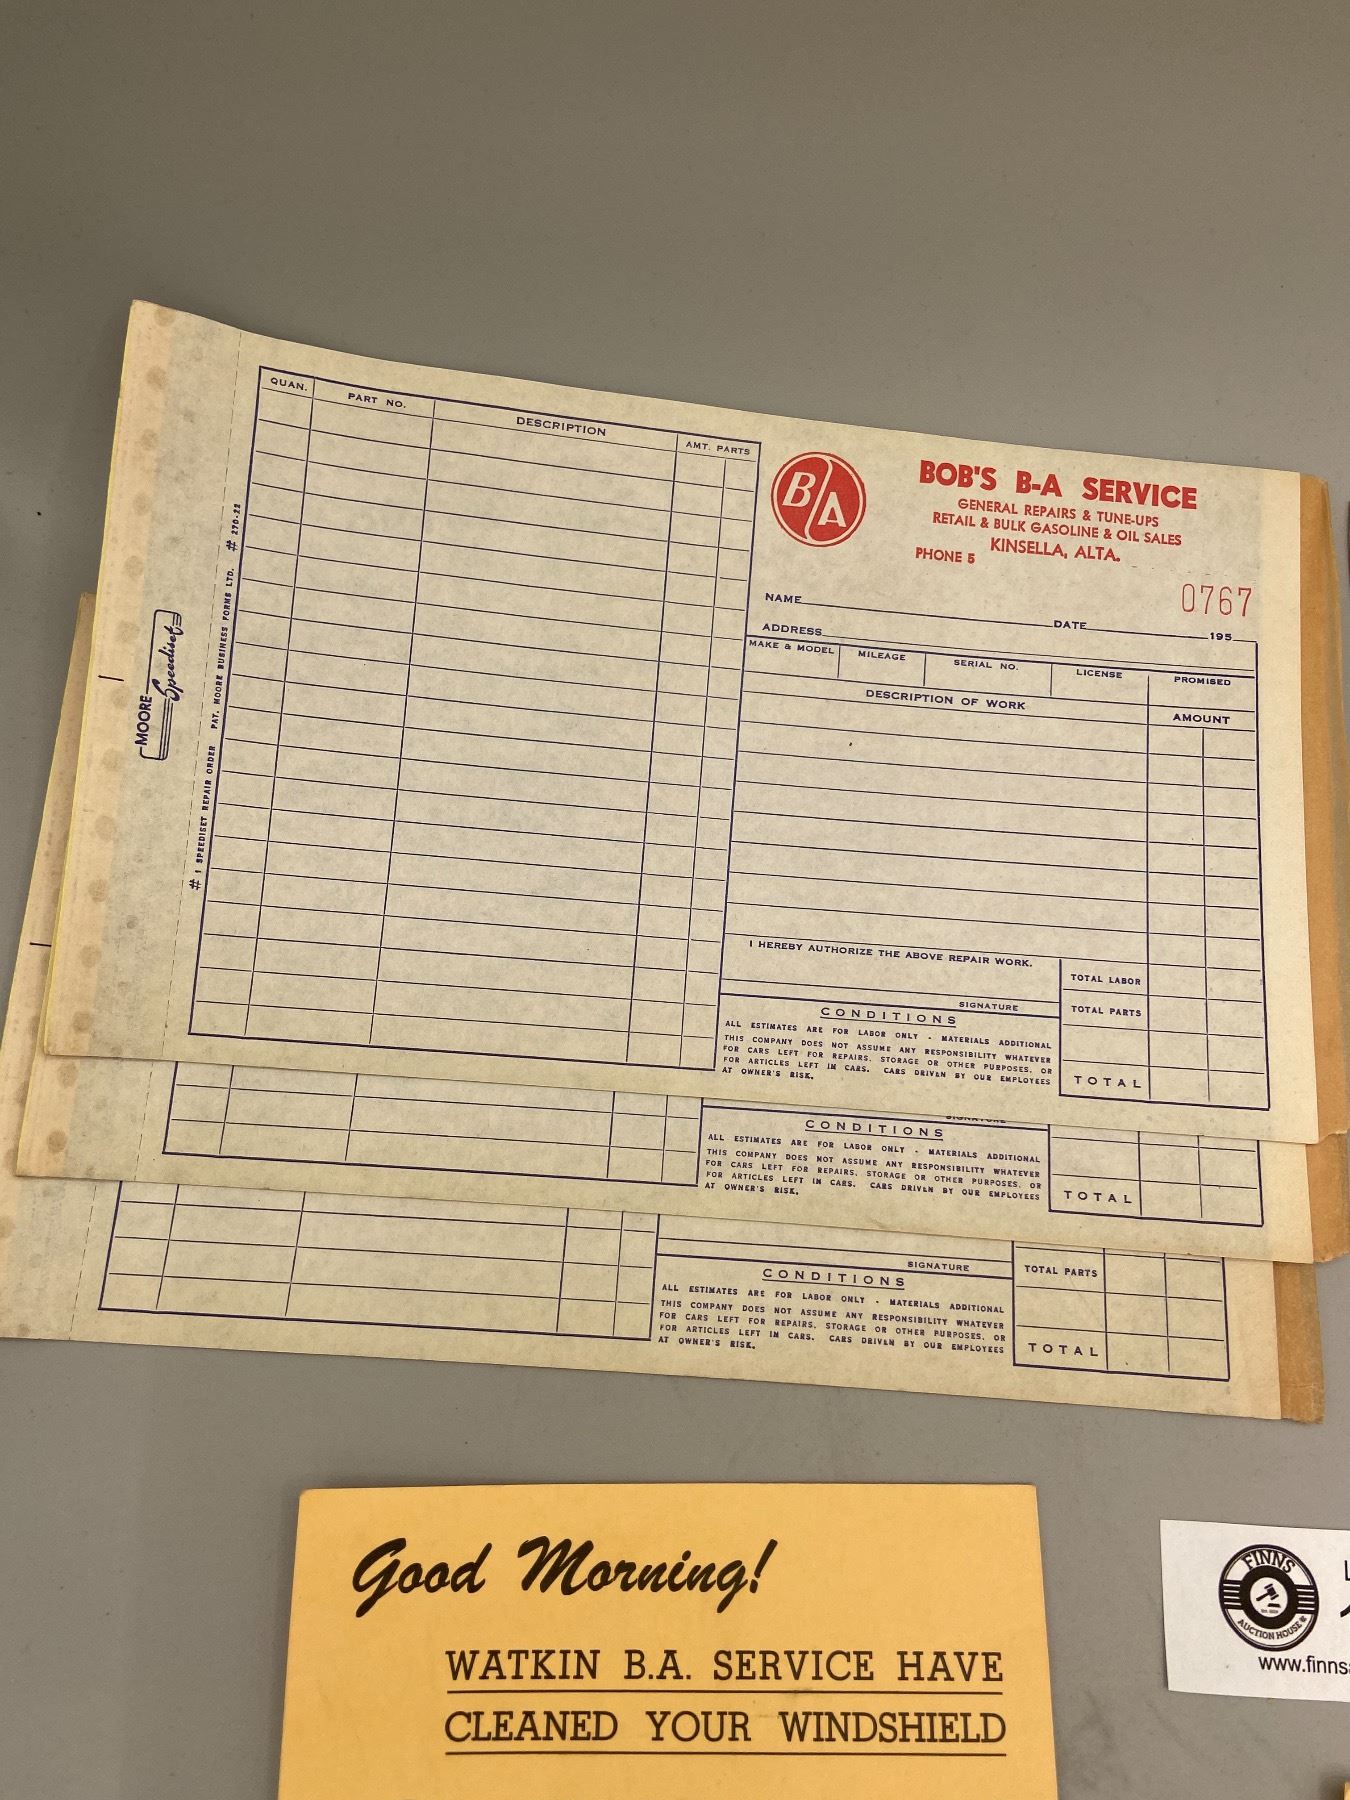 QUAN.
PART NO.
DESCRIPTION
AMT. PARTS
B/A
BOB'S B-A SERVICE
GENERAL REPAIRS & TUNE-UPS
RETAIL & BULK GASOLINE & OIL SALES
KINSELLA, ALTA.
PHONE 5
0767
NAME
DATE
195
ADDRESS
MAKE & MODEL
MILEAGE
SERIAL NO.
LICENSE
PROMISED
DESCRIPTION OF WORK
AMOUNT
I HEREBY AUTHORIZE THE ABOVE REPAIR WORK.
SIGNATURE
TOTAL LABOR
TOTAL PARTS
TOTAL
CONDITIONS
ALL ESTIMATES ARE FOR LABOR ONLY - MATERIALS ADDITIONAL
THIS COMPANY DOES NOT ASSUME ANY RESPONSIBILITY WHATEVER
FOR CARS LEFT FOR REPAIRS, STORAGE OR OTHER PURPOSES, OR
FOR ARTICLES LEFT IN CARS. CARS DRIVEN BY OUR EMPLOYEES
AT OWNER'S RISK.
MOORE Speediset
# 1 SPEEDISET REPAIR ORDER PAT. MOORE BUSINESS FORMS LTD. # 270-22
SIGNATURE
CONDITIONS
ALL ESTIMATES ARE FOR LABOR ONLY - MATERIALS ADDITIONAL
THIS COMPANY DOES NOT ASSUME ANY RESPONSIBILITY WHATEVER
FOR CARS LEFT FOR REPAIRS, STORAGE OR OTHER PURPOSES, OR
FOR ARTICLES LEFT IN CARS. CARS DRIVEN BY OUR EMPLOYEES
AT OWNER'S RISK.
TOTAL
SIGNATURE
TOTAL PARTS
CONDITIONS
ALL ESTIMATES ARE FOR LABOR ONLY - MATERIALS ADDITIONAL
THIS COMPANY DOES NOT ASSUME ANY RESPONSIBILITY WHATEVER
FOR CARS LEFT FOR REPAIRS, STORAGE OR OTHER PURPOSES, OR
FOR ARTICLES LEFT IN CARS. CARS DRIVEN BY OUR EMPLOYEES
AT OWNER'S RISK.
TOTAL
Good Morning!
WATKIN B.A. SERVICE HAVE
CLEANED YOUR WINDSHIELD
FINNS
AUCTION HOUSE
www.finnsa